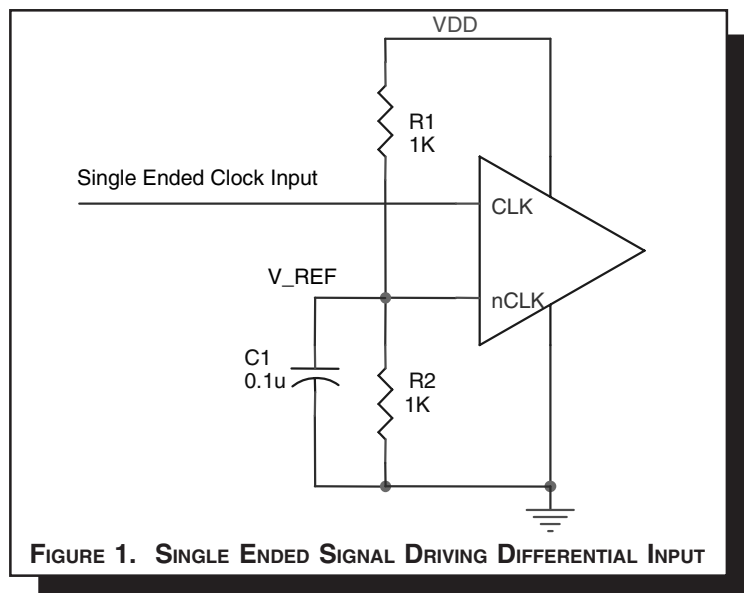 VDD
R1
1K
Single Ended Clock Input
CLK
V_REF
nCLK
C1
0.1u
R2
1K
FIGURE 1. SINGLE ENDED SIGNAL DRIVING DIFFERENTIAL INPUT